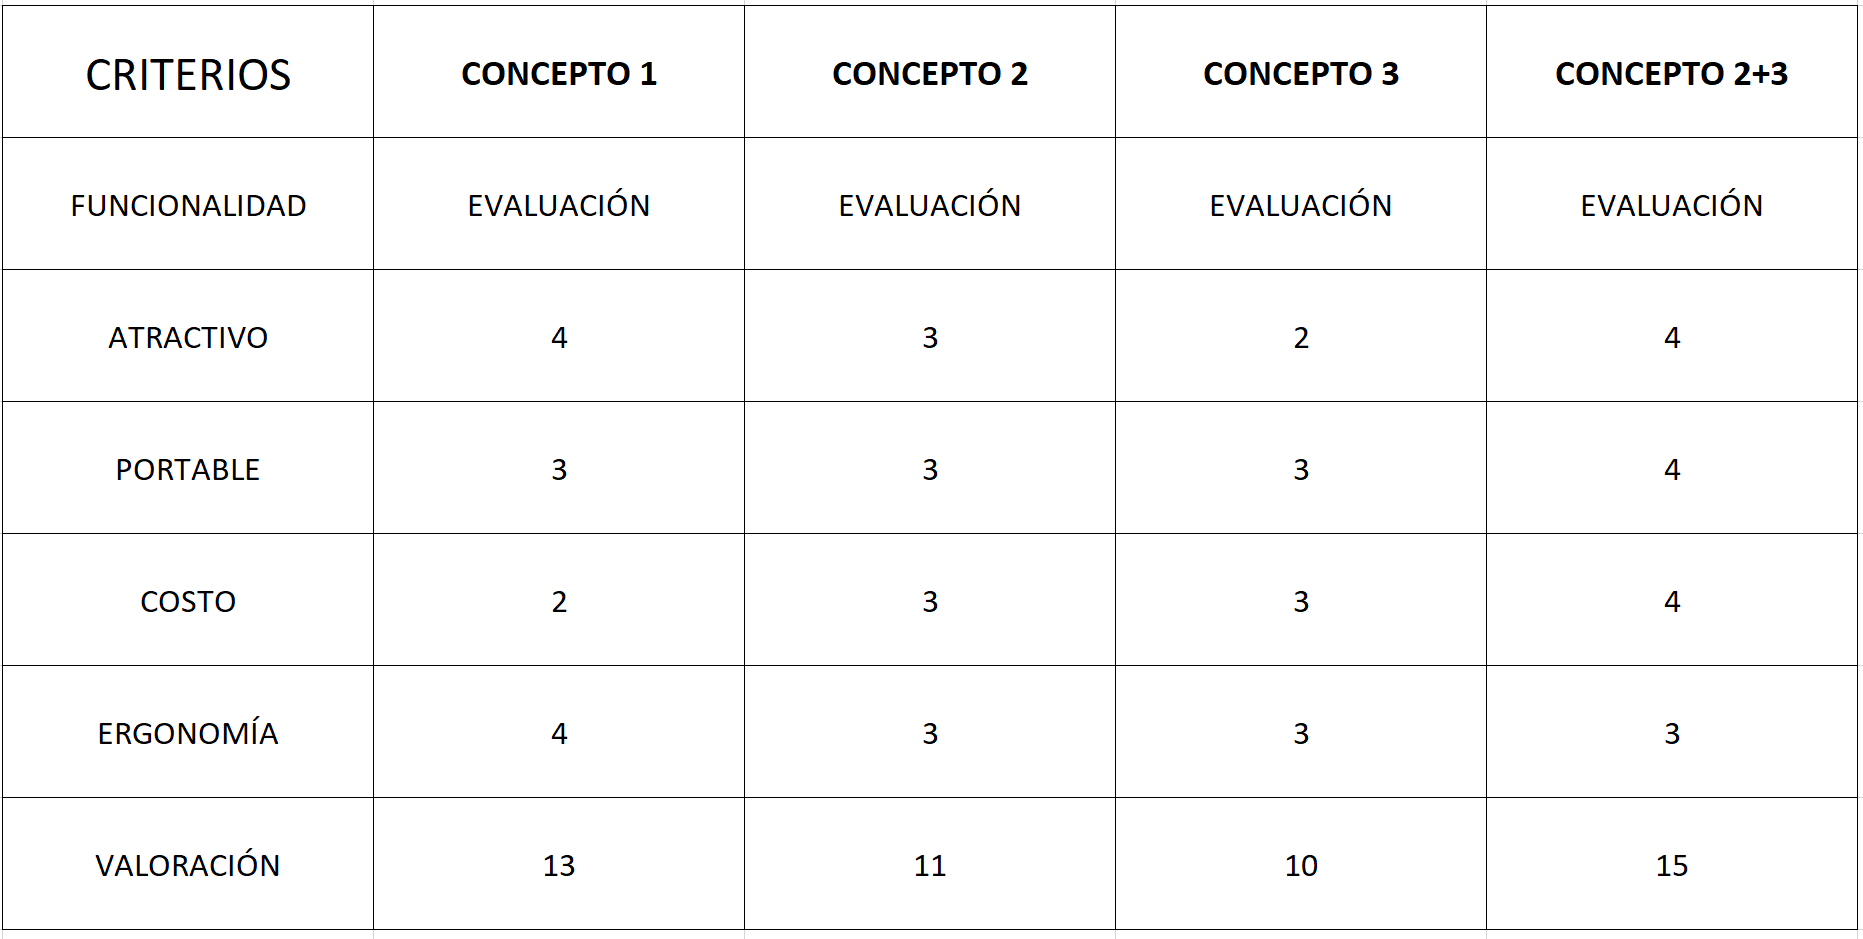 CRITERIOS CONCEPTO 1 CONCEPTO 2 CONCEPTO 3 CONCEPTO 2+3
FUNCIONALIDAD EVALUACIÓN EVALUACIÓN EVALUACIÓN EVALUACIÓN
ATRACTIVO 4 3 2 4
PORTABLE 3 3 3 4
COSTO 2 3 3 4
ERGONOMÍA 4 3 3 3
VALORACIÓN 13 11 10 15